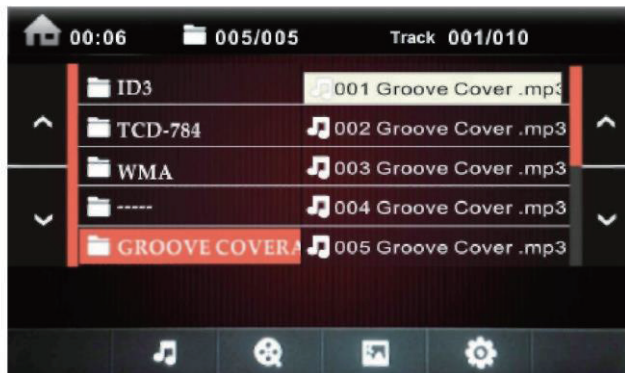 00:06 005/005 Track 001/010
ID3 001 Groove Cover .mp3
TCD-784 002 Groove Cover .mp3
WMA 003 Groove Cover .mp3
----- 004 Groove Cover .mp3
GROOVE COVERA 005 Groove Cover .mp3